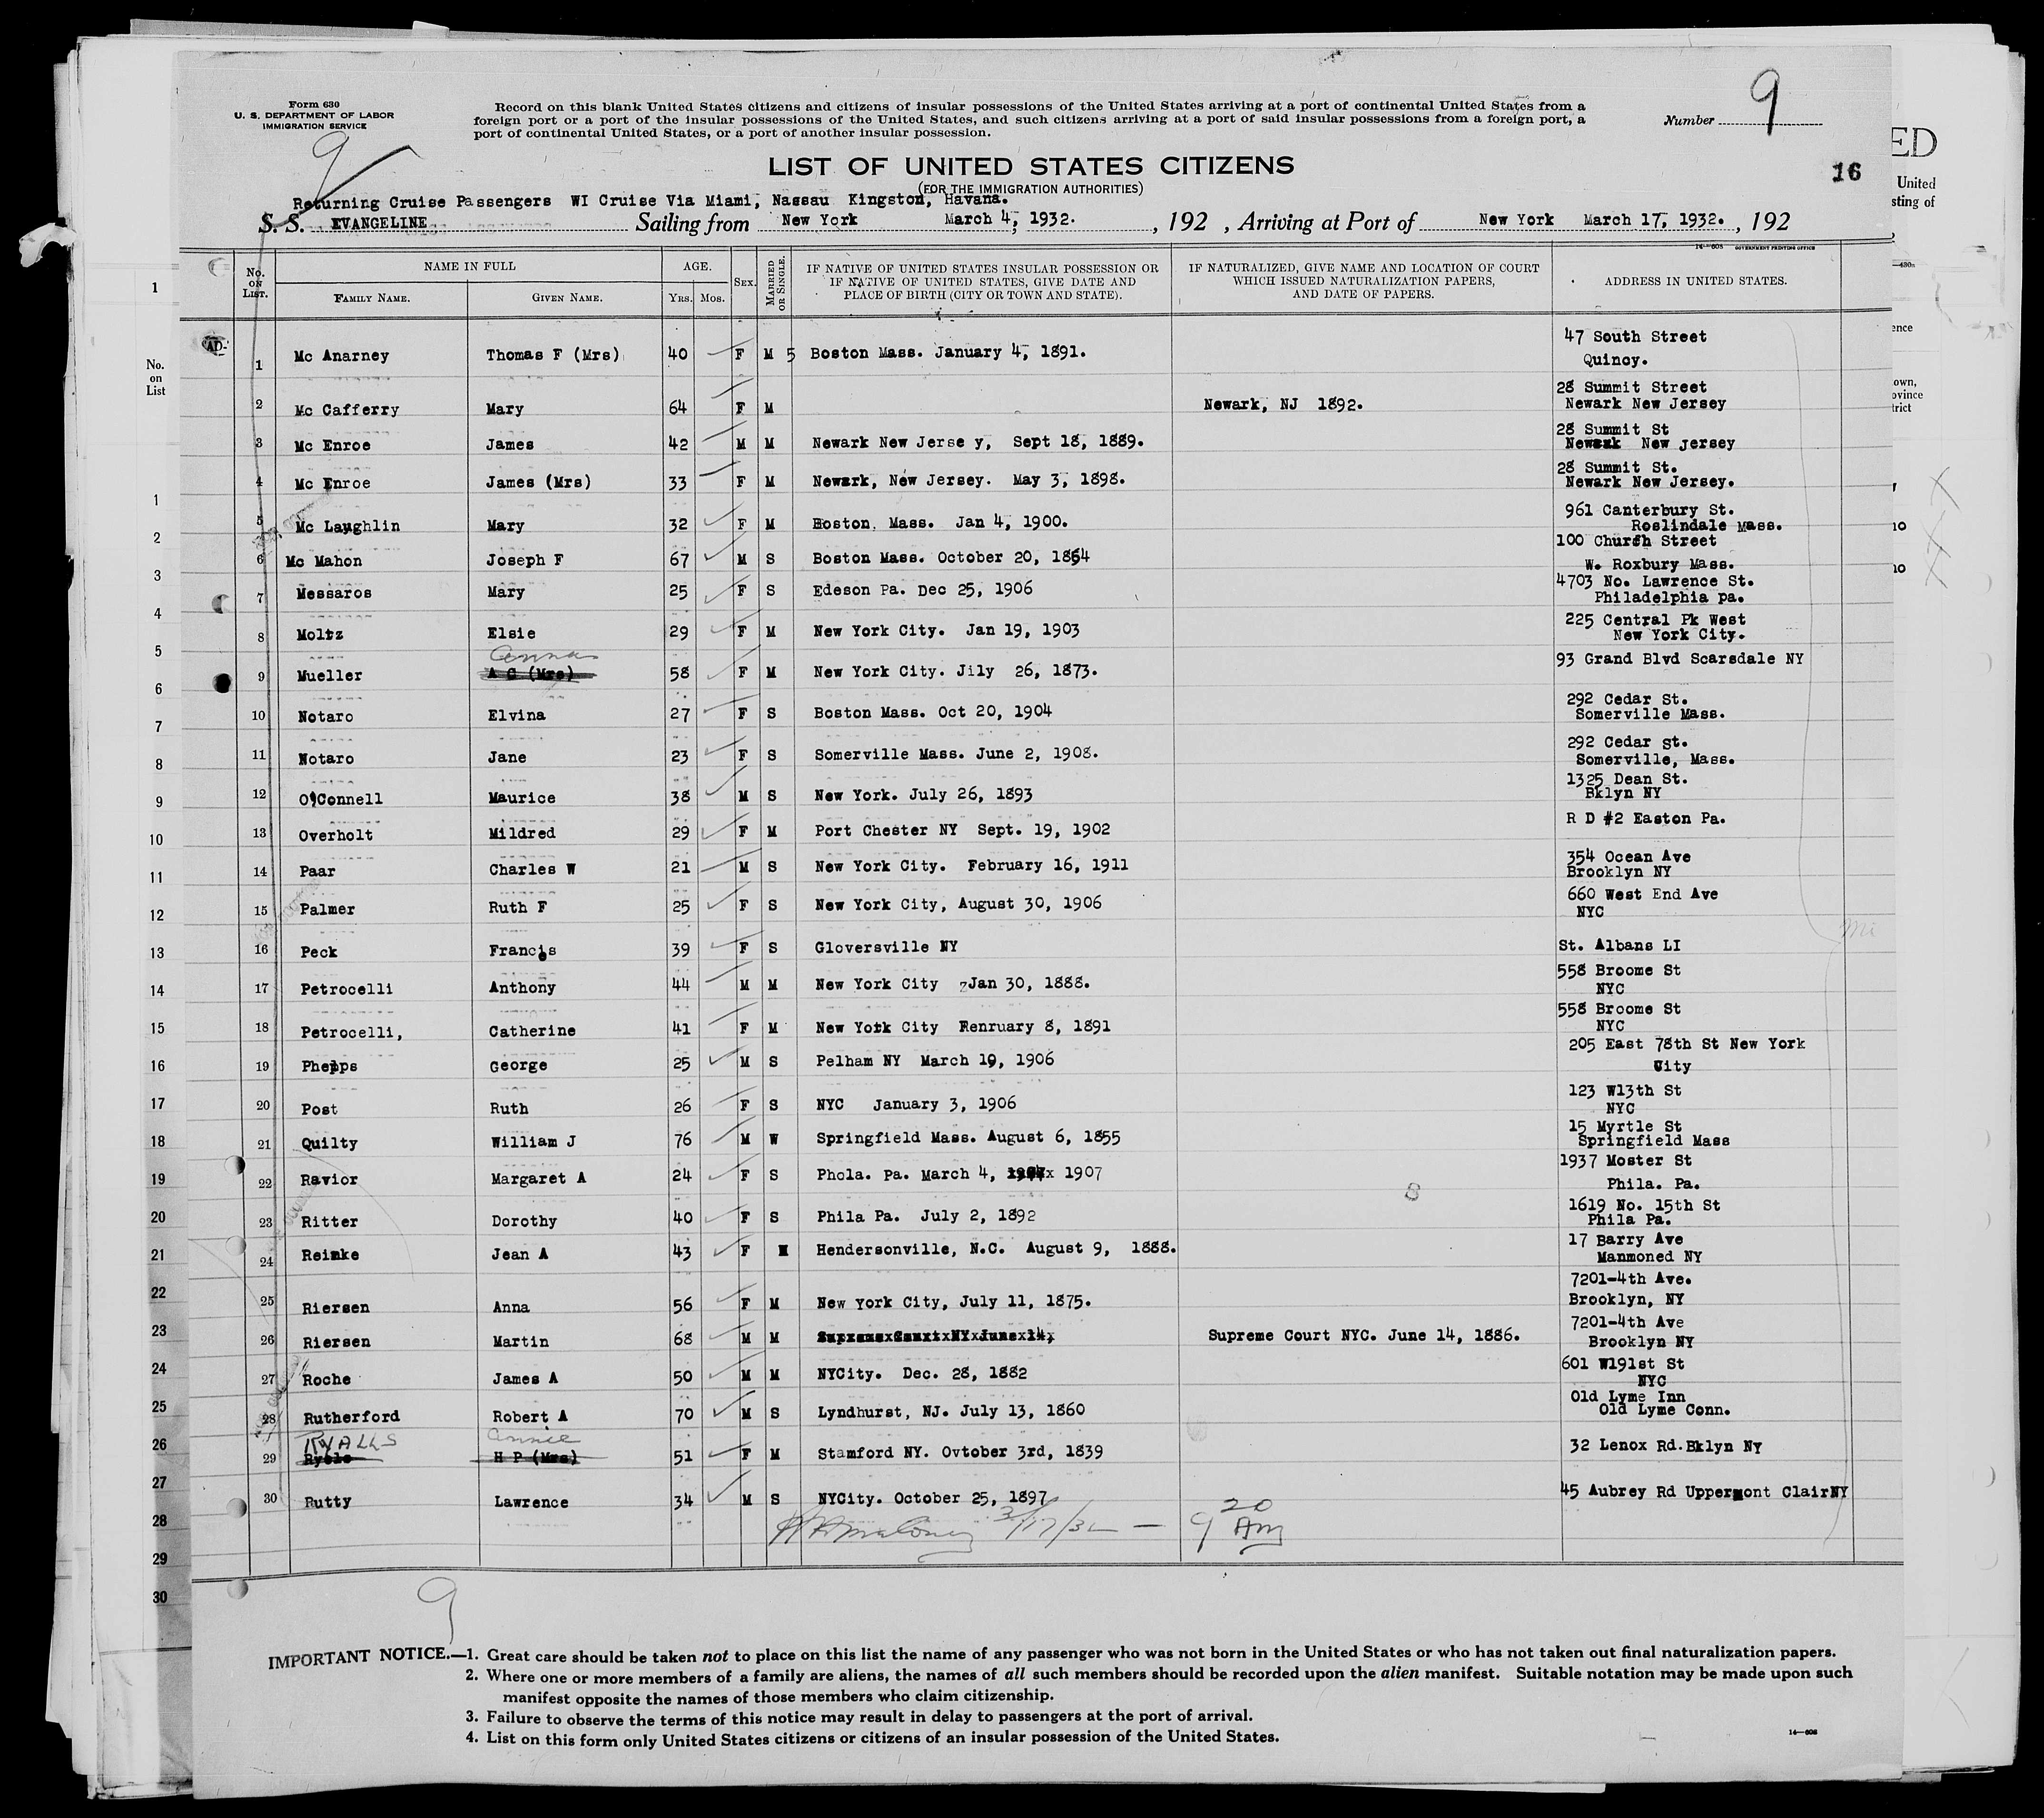 Form 630
U. S. DEPARTMENT OF LABOR
IMMIGRATION SERVICE
Record on this blank United States citizens and citizens of insular possessions of the United States arriving at a port of continental United States from a
foreign port or a port of the insular possessions of the United States, and such citizens arriving at a port of said insular possessions from a foreign port, a
port of continental United States, or a port of another insular possession.
Number 9
9
LIST OF UNITED STATES CITIZENS
16
(FOR THE IMMIGRATION AUTHORITIES)
Returning Cruise Passengers WI Cruise Via Miami, Nassau Kingston, Havana.
S. S. EVANGELINE Sailing from New York March 4, 1932. , 192 , Arriving at Port of New York March 17, 1932. , 192
14—608 GOVERNMENT PRINTING OFFICE
No. ON LIST. NAME IN FULL FAMILY NAME. GIVEN NAME. AGE. YRS. MOS. SEX. MARRIED OR SINGLE. IF NATIVE OF UNITED STATES INSULAR POSSESSION OR IF NATIVE OF UNITED STATES, GIVE DATE AND PLACE OF BIRTH (CITY OR TOWN AND STATE). IF NATURALIZED, GIVE NAME AND LOCATION OF COURT WHICH ISSUED NATURALIZATION PAPERS, AND DATE OF PAPERS. ADDRESS IN UNITED STATES.
AD-
1 Mc Anarney Thomas F (Mrs) 40 F M 5 Boston Mass. January 4, 1891. 47 South Street Quincy.
2 Mc Cafferry Mary 64 F M Newark, NJ 1892. 28 Summit Street Newark New Jersey
3 Mc Enroe James 42 M M Newark New Jerse y, Sept 18, 1889. 28 Summit St Newark New Jersey
4 Mc Enroe James (Mrs) 33 F M Newark, New Jersey. May 3, 1898. 28 Summit St. Newark New Jersey.
5 Mc Laughlin Mary 32 F M Boston, Mass. Jan 4, 1900. 961 Canterbury St. Roslindale Mass.
6 Mc Mahon Joseph F 67 M S Boston Mass. October 20, 1864 100 Church Street W. Roxbury Mass.
7 Messaros Mary 25 F S Edeson Pa. Dec 25, 1906 4703 No. Lawrence St. Philadelphia pa.
8 Moltz Elsie 29 F M New York City. Jan 19, 1903 225 Central Pk West New York City.
9 Mueller Anna A C (Mrs) 58 F M New York City. Jily 26, 1873. 93 Grand Blvd Scarsdale NY
10 Notaro Elvina 27 F S Boston Mass. Oct 20, 1904 292 Cedar St. Somerville Mass.
11 Notaro Jane 23 F S Somerville Mass. June 2, 1908. 292 Cedar st. Somerville, Mass.
12 O'Connell Maurice 38 M S New York. July 26, 1893 1325 Dean St. Bklyn NY
13 Overholt Mildred 29 F M Port Chester NY Sept. 19, 1902 R D #2 Easton Pa.
14 Paar Charles W 21 M S New York City. February 16, 1911 354 Ocean Ave Brooklyn NY
15 Palmer Ruth F 25 F S New York City, August 30, 1906 660 West End Ave NYC
16 Peck Francis 39 F S Gloversville NY St. Albans LI
17 Petrocelli Anthony 44 M M New York City Jan 30, 1888. 558 Broome St NYC
18 Petrocelli, Catherine 41 F M New York City Renruary 8, 1891 558 Broome St NYC
19 Phepps George 25 M S Pelham NY March 19, 1906 205 East 78th St New York City
20 Post Ruth 26 F S NYC January 3, 1906 123 W13th St NYC
21 Quilty William J 76 M W Springfield Mass. August 6, 1855 15 Myrtle St Springfield Mass
22 Ravior Margaret A 24 F S Phola. Pa. March 4, 1907 1937 Moster St Phila. Pa.
23 Ritter Dorothy 40 F S Phila Pa. July 2, 1892 1619 No. 15th St Phila Pa.
24 Reinke Jean A 43 F M Hendersonville, N.C. August 9, 1888. 17 Barry Ave Manmoned NY
25 Riersen Anna 56 F M New york City, July 11, 1875. 7201-4th Ave. Brooklyn, NY
26 Riersen Martin 68 M M Supreme Court NY June 14, Supreme Court NYC. June 14, 1886. 7201-4th Ave Brooklyn NY
27 Roche James A 50 M M NYCity. Dec. 28, 1882 601 W191st St NYC
28 Rutherford Robert A 70 M S Lyndhurst, NJ. July 13, 1860 Old Lyme Inn Old Lyme Conn.
29 RYALLS Annie H P (Mrs) 51 F M Stamford NY. Ovtober 3rd, 1839 32 Lenox Rd.Bklyn Ny
30 Rutty Lawrence 34 M S NYCity. October 25, 1897 45 Aubrey Rd Uppermont ClairNY
3/17/32 — 9 20 Am
9
IMPORTANT NOTICE.—1. Great care should be taken not to place on this list the name of any passenger who was not born in the United States or who has not taken out final naturalization papers.
2. Where one or more members of a family are aliens, the names of all such members should be recorded upon the alien manifest. Suitable notation may be made upon such
manifest opposite the names of those members who claim citizenship.
3. Failure to observe the terms of this notice may result in delay to passengers at the port of arrival.
4. List on this form only United States citizens or citizens of an insular possession of the United States.
14—608